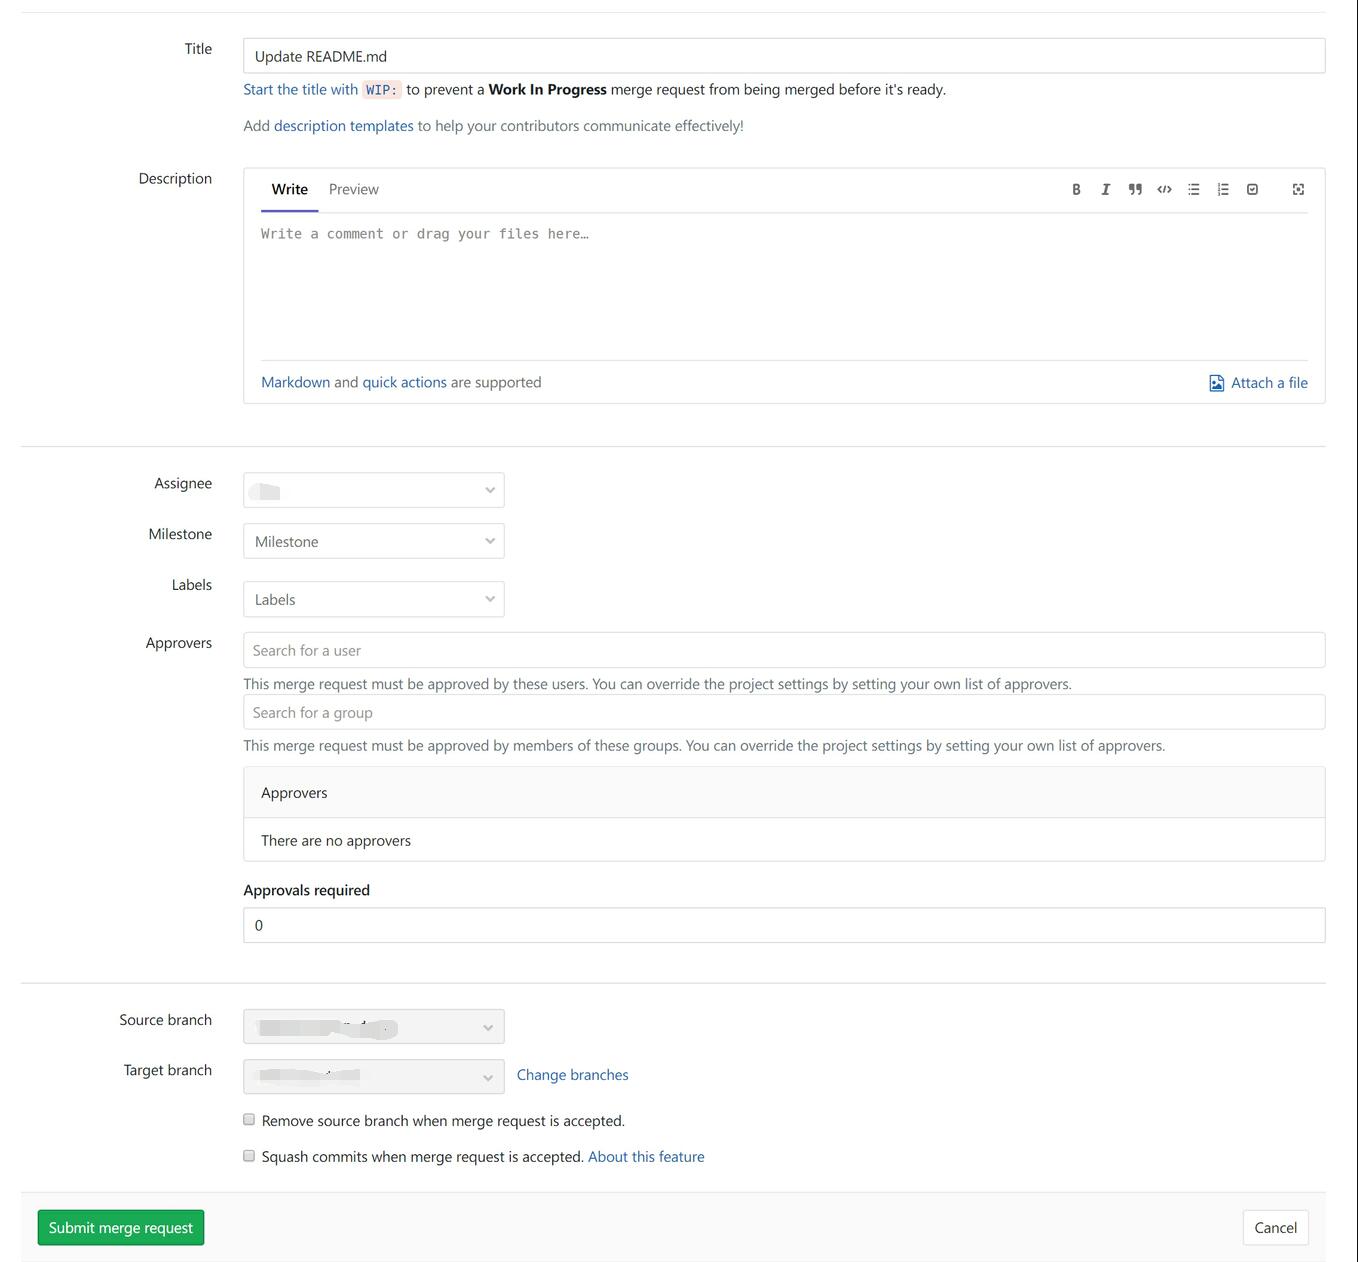 Title
Update README.md
Start the title with WIP: to prevent a Work In Progress merge request from being merged before it's ready.
Add description templates to help your contributors communicate effectively!
Description
Write Preview
Write a comment or drag your files here…
Markdown and quick actions are supported
Attach a file
Assignee
Milestone
Milestone
Labels
Labels
Approvers
Search for a user
This merge request must be approved by these users. You can override the project settings by setting your own list of approvers.
Search for a group
This merge request must be approved by members of these groups. You can override the project settings by setting your own list of approvers.
Approvers
There are no approvers
Approvals required
0
Source branch
Target branch
Change branches
Remove source branch when merge request is accepted.
Squash commits when merge request is accepted. About this feature
Submit merge request
Cancel